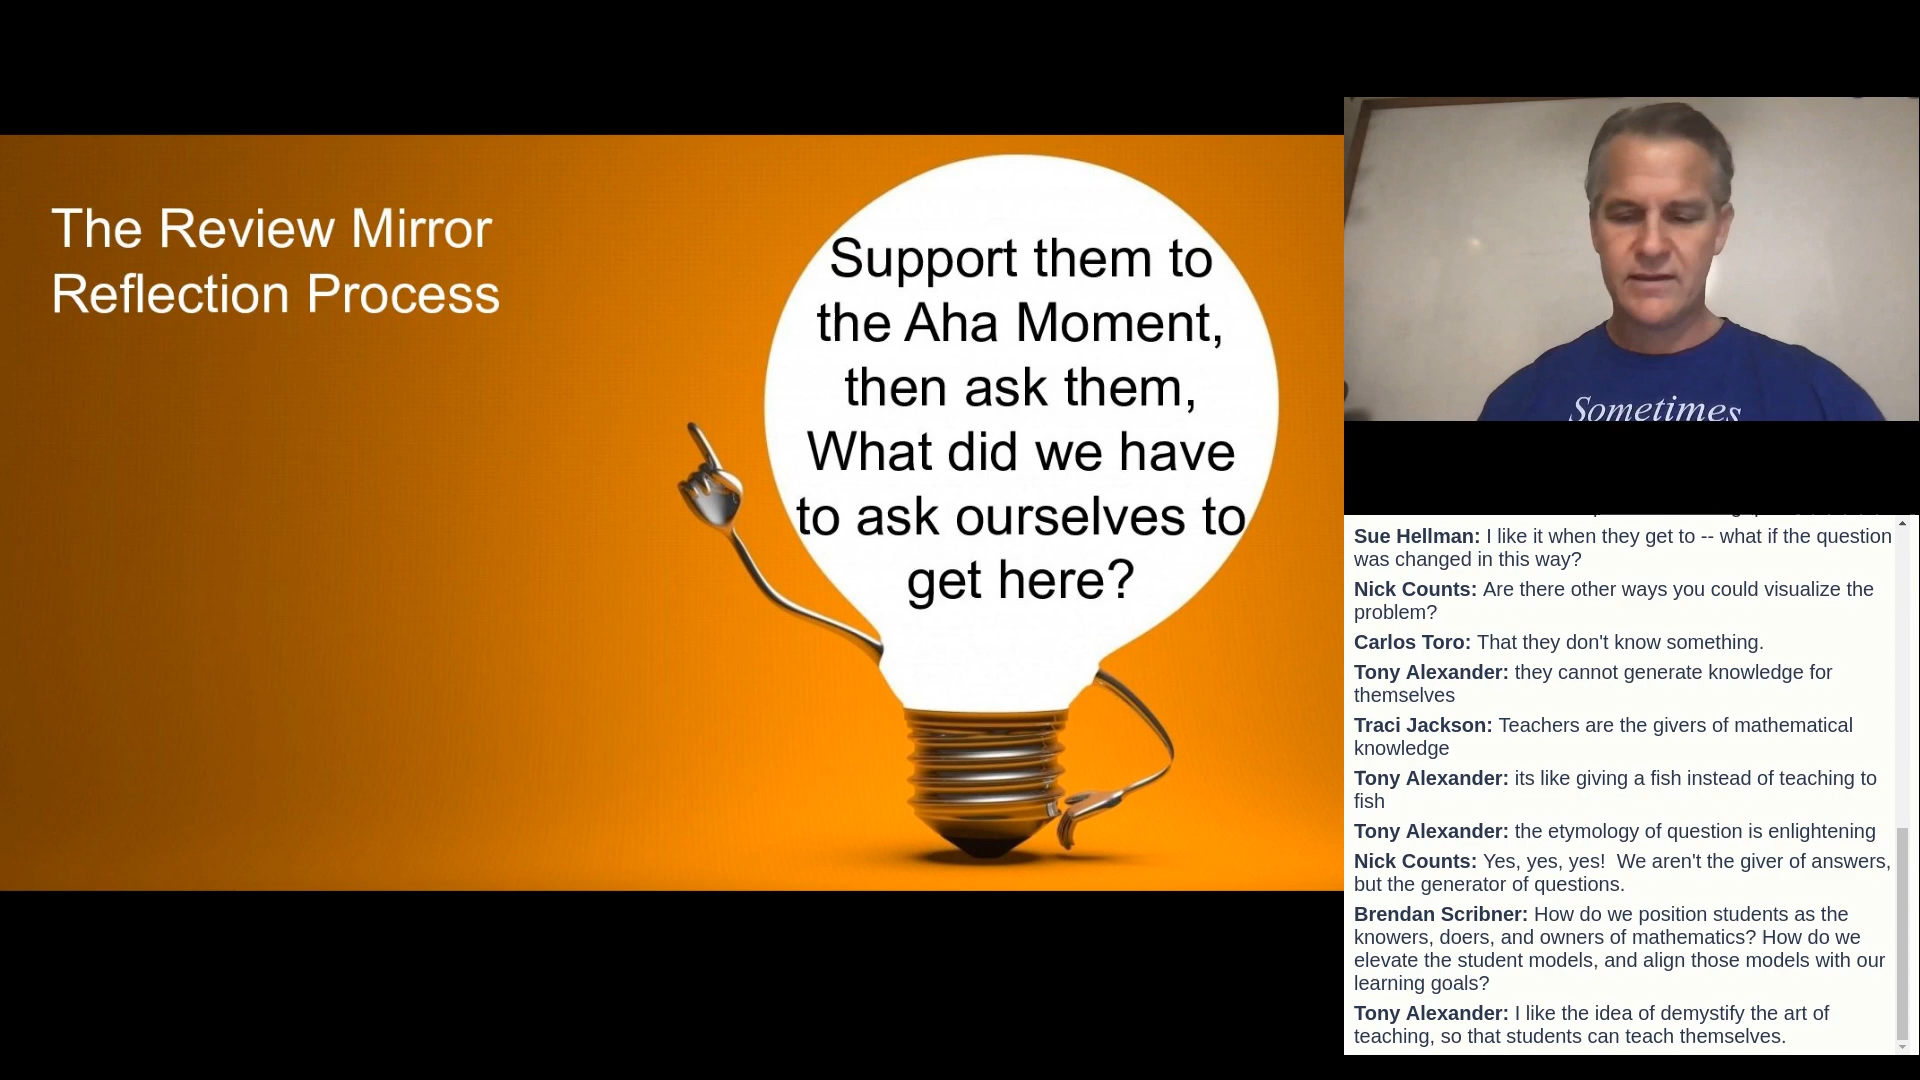 The Review Mirror
Reflection Process
Support them to
the Aha Moment,
then ask them,
What did we have
to ask ourselves to
get here?
Sometimes
Sue Hellman: I like it when they get to -- what if the question
was changed in this way?
Nick Counts: Are there other ways you could visualize the
problem?
Carlos Toro: That they don't know something.
Tony Alexander: they cannot generate knowledge for
themselves
Traci Jackson: Teachers are the givers of mathematical
knowledge
Tony Alexander: its like giving a fish instead of teaching to
fish
Tony Alexander: the etymology of question is enlightening
Nick Counts: Yes, yes, yes!  We aren't the giver of answers,
but the generator of questions.
Brendan Scribner: How do we position students as the
knowers, doers, and owners of mathematics? How do we
elevate the student models, and align those models with our
learning goals?
Tony Alexander: I like the idea of demystify the art of
teaching, so that students can teach themselves.